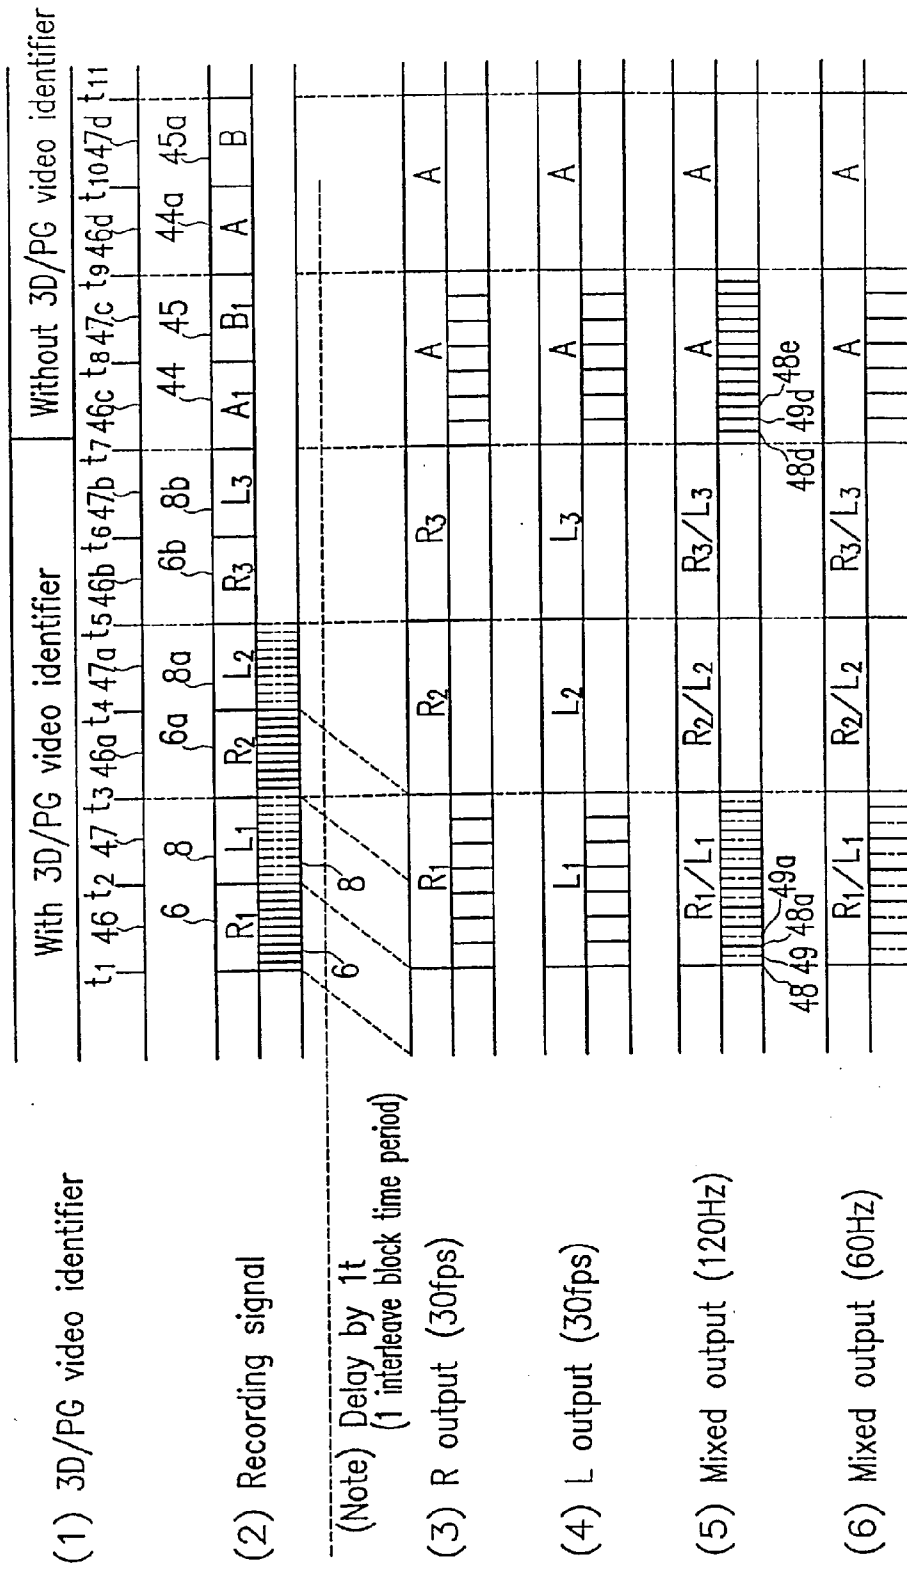 (1) 3D/PG video identifier
With 3D/PG video identifier
Without 3D/PG video identifier
t1 46 t2 47 t3 46a t4 47a t5 46b t6 47b t7 46c t8 47c t9 46d t10 47d t11
6 8 6a 8a 6b 8b 44 45 44a 45a
(2) Recording signal
R1 L1 R2 L2 R3 L3 A1 B1 A B
6 8
(Note) Delay by 1t
(1 interleave block time period)
(3) R output (30fps)
R1 R2 R3 A A
(4) L output (30fps)
L1 L2 L3 A A
(5) Mixed output (120Hz)
R1/L1 R2/L2 R3/L3 A A
48 49 48a 49a 48d 49d 48e
(6) Mixed output (60Hz)
R1/L1 R2/L2 R3/L3 A A